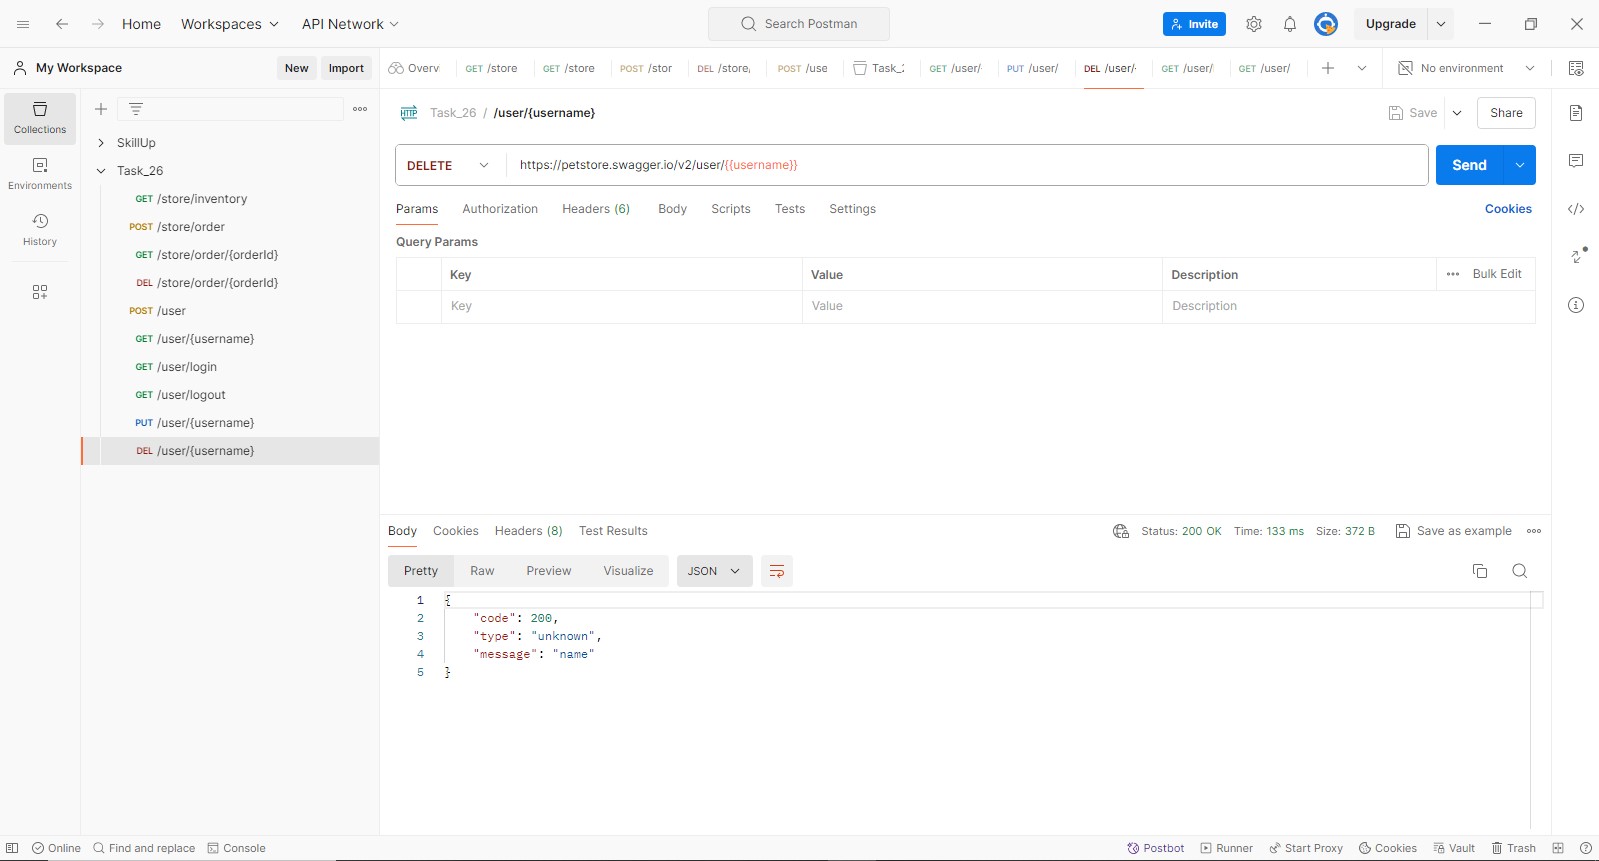 Home Workspaces API Network Search Postman Invite Upgrade
My Workspace New Import Overv GET /store GET /store POST /stor DEL /store/ POST /use Task_2 GET /user/ PUT /user/ DEL /user/ GET /user/ GET /user/ No environment
Collections
Environments
History
SkillUp
Task_26
GET /store/inventory
POST /store/order
GET /store/order/{orderId}
DEL /store/order/{orderId}
POST /user
GET /user/{username}
GET /user/login
GET /user/logout
PUT /user/{username}
DEL /user/{username}
HTTP Task_26 / /user/{username} Save Share
DELETE https://petstore.swagger.io/v2/user/{{username}} Send
Params Authorization Headers (6) Body Scripts Tests Settings Cookies
Query Params
Key Value Description Bulk Edit
Key Value Description
Body Cookies Headers (8) Test Results Status: 200 OK Time: 133 ms Size: 372 B Save as example
Pretty Raw Preview Visualize JSON
1 {
2 "code": 200,
3 "type": "unknown",
4 "message": "name"
5 }
Online Find and replace Console Postbot Runner Start Proxy Cookies Vault Trash